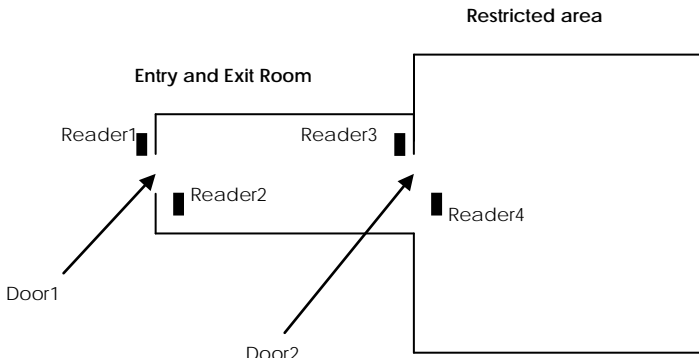 Restricted area
Entry and Exit Room
Reader1
Reader3
Reader2
Reader4
Door1
Door2